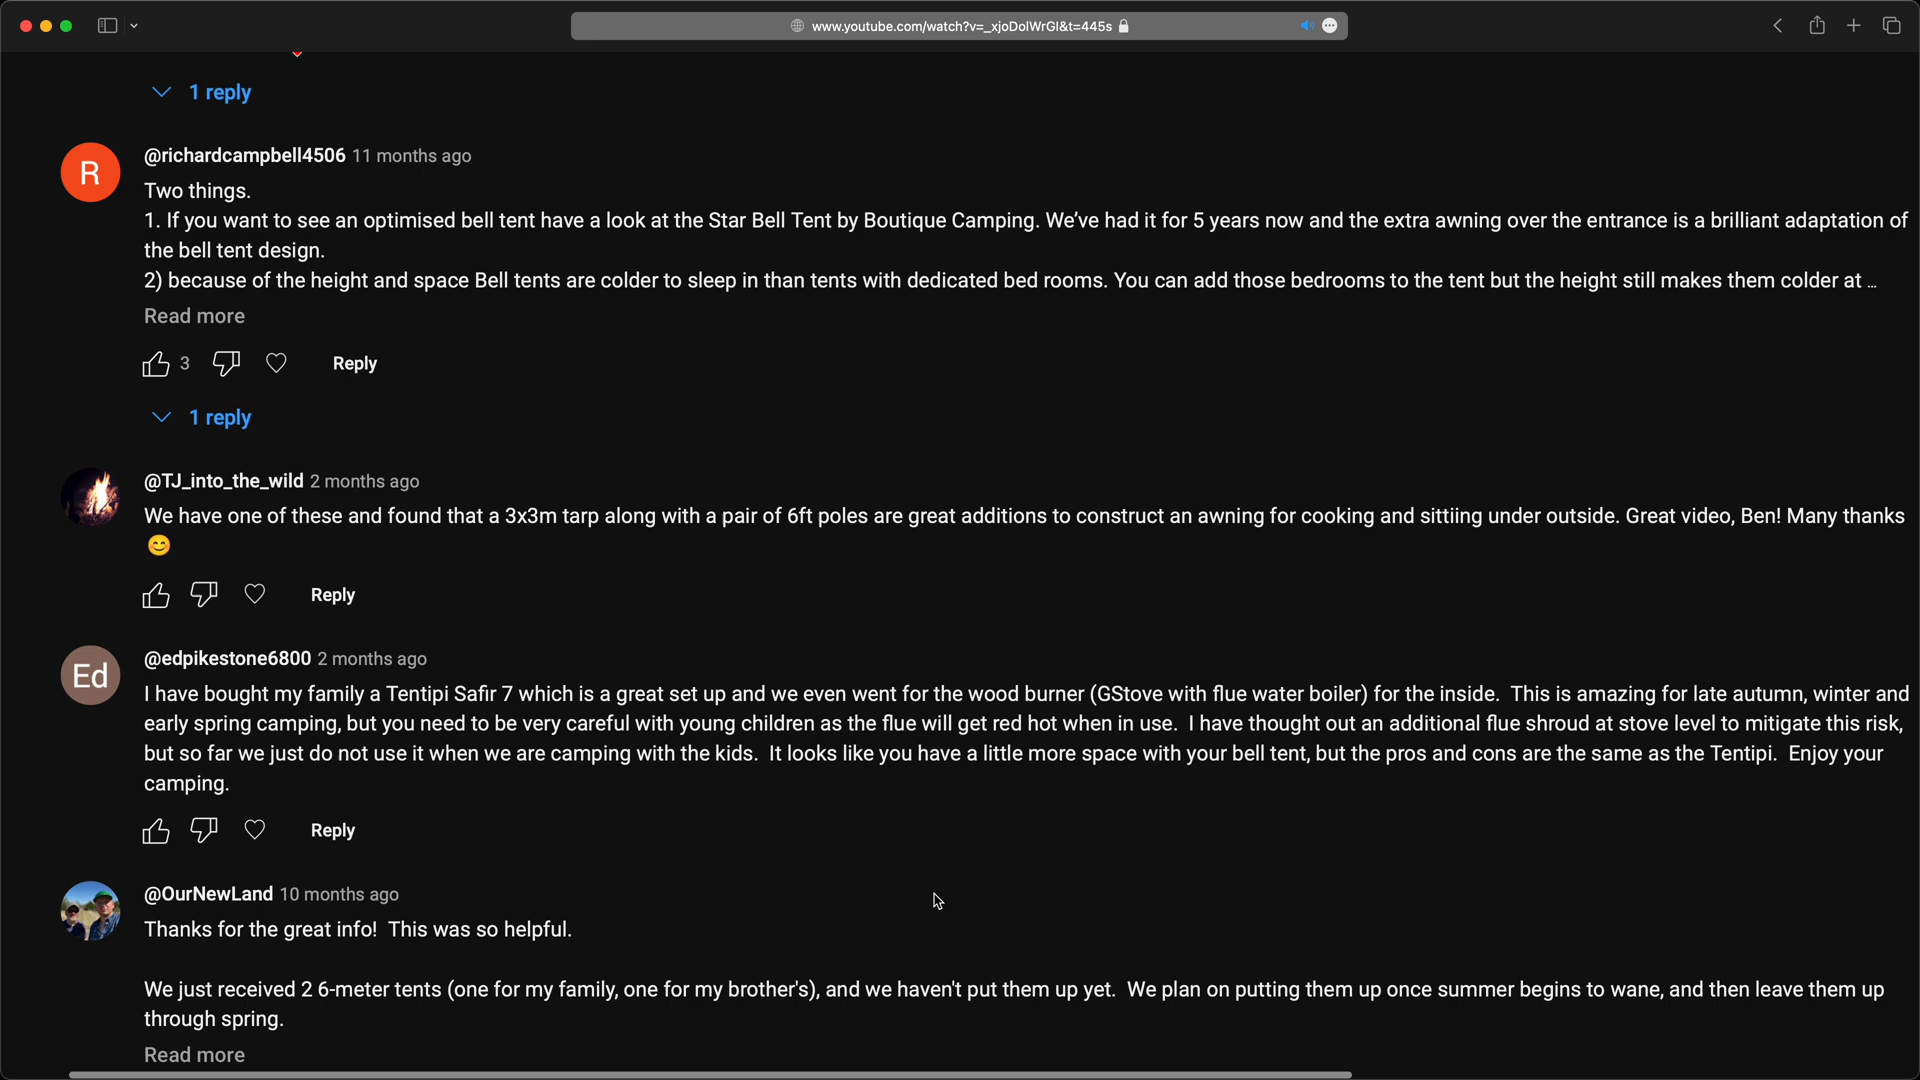 www.youtube.com/watch?v=_xjoDolWrGI&t=445s
1 reply
R
@richardcampbell4506 11 months ago
Two things.
1. If you want to see an optimised bell tent have a look at the Star Bell Tent by Boutique Camping. We’ve had it for 5 years now and the extra awning over the entrance is a brilliant adaptation of
the bell tent design.
2) because of the height and space Bell tents are colder to sleep in than tents with dedicated bed rooms. You can add those bedrooms to the tent but the height still makes them colder at ...
Read more
3
Reply
1 reply
@TJ_into_the_wild 2 months ago
We have one of these and found that a 3x3m tarp along with a pair of 6ft poles are great additions to construct an awning for cooking and sittiing under outside. Great video, Ben! Many thanks
😊
Reply
Ed
@edpikestone6800 2 months ago
I have bought my family a Tentipi Safir 7 which is a great set up and we even went for the wood burner (GStove with flue water boiler) for the inside.  This is amazing for late autumn, winter and
early spring camping, but you need to be very careful with young children as the flue will get red hot when in use.  I have thought out an additional flue shroud at stove level to mitigate this risk,
but so far we just do not use it when we are camping with the kids.  It looks like you have a little more space with your bell tent, but the pros and cons are the same as the Tentipi.  Enjoy your
camping.
Reply
@OurNewLand 10 months ago
Thanks for the great info!  This was so helpful.
We just received 2 6-meter tents (one for my family, one for my brother's), and we haven't put them up yet.  We plan on putting them up once summer begins to wane, and then leave them up
through spring.
Read more